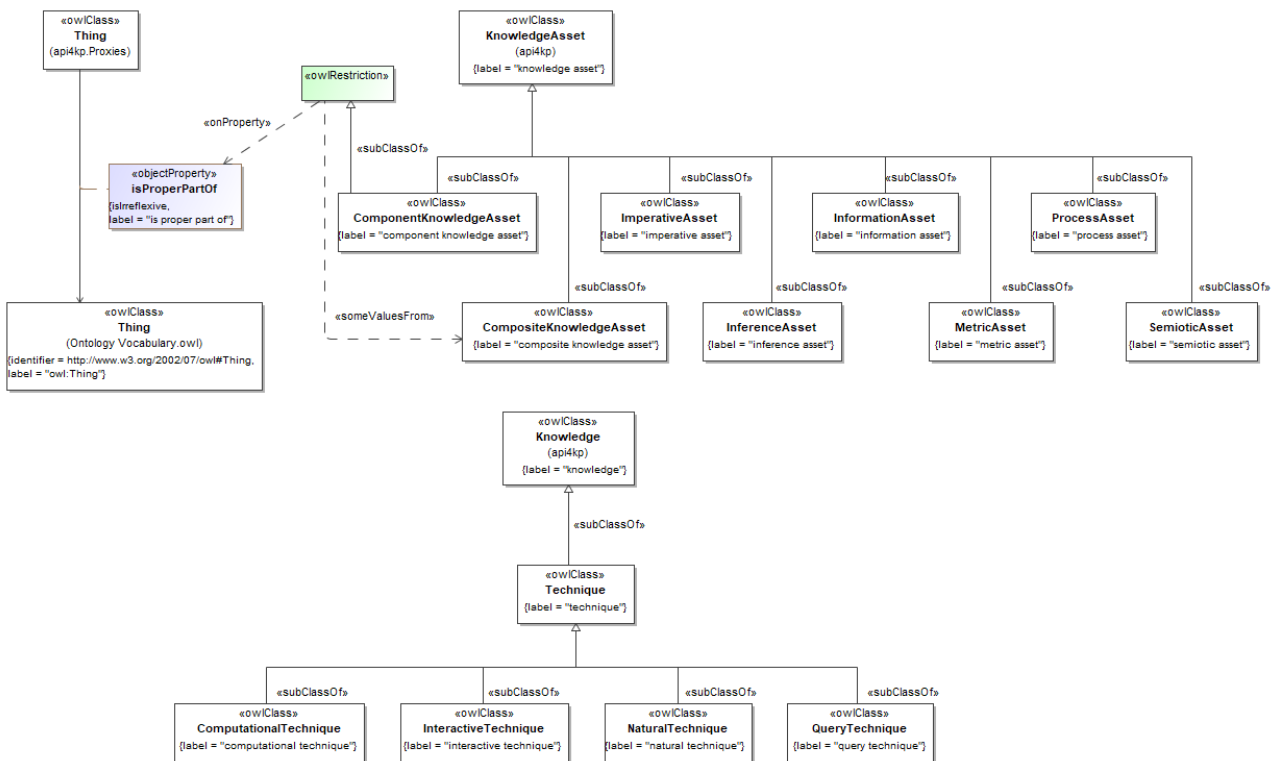 «owlClass»
Thing
(api4kp.Proxies)
«owlClass»
KnowledgeAsset
(api4kp)
{label = "knowledge asset"}
«owlRestriction»
«onProperty»
«subClassOf»
«objectProperty»
isProperPartOf
{isIrreflexive,
label = "is proper part of"}
«subClassOf»
«subClassOf»
«subClassOf»
«subClassOf»
«owlClass»
ComponentKnowledgeAsset
{label = "component knowledge asset"}
«owlClass»
ImperativeAsset
{label = "imperative asset"}
«owlClass»
InformationAsset
{label = "information asset"}
«owlClass»
ProcessAsset
{label = "process asset"}
«subClassOf»
«subClassOf»
«subClassOf»
«subClassOf»
«someValuesFrom»
«owlClass»
Thing
(Ontology Vocabulary.owl)
{identifier = http://www.w3.org/2002/07/owl#Thing,
label = "owl:Thing"}
«owlClass»
CompositeKnowledgeAsset
{label = "composite knowledge asset"}
«owlClass»
InferenceAsset
{label = "inference asset"}
«owlClass»
MetricAsset
{label = "metric asset"}
«owlClass»
SemioticAsset
{label = "semiotic asset"}
«owlClass»
Knowledge
(api4kp)
{label = "knowledge"}
«subClassOf»
«owlClass»
Technique
{label = "technique"}
«subClassOf»
«subClassOf»
«subClassOf»
«subClassOf»
«owlClass»
ComputationalTechnique
{label = "computational technique"}
«owlClass»
InteractiveTechnique
{label = "interactive technique"}
«owlClass»
NaturalTechnique
{label = "natural technique"}
«owlClass»
QueryTechnique
{label = "query technique"}